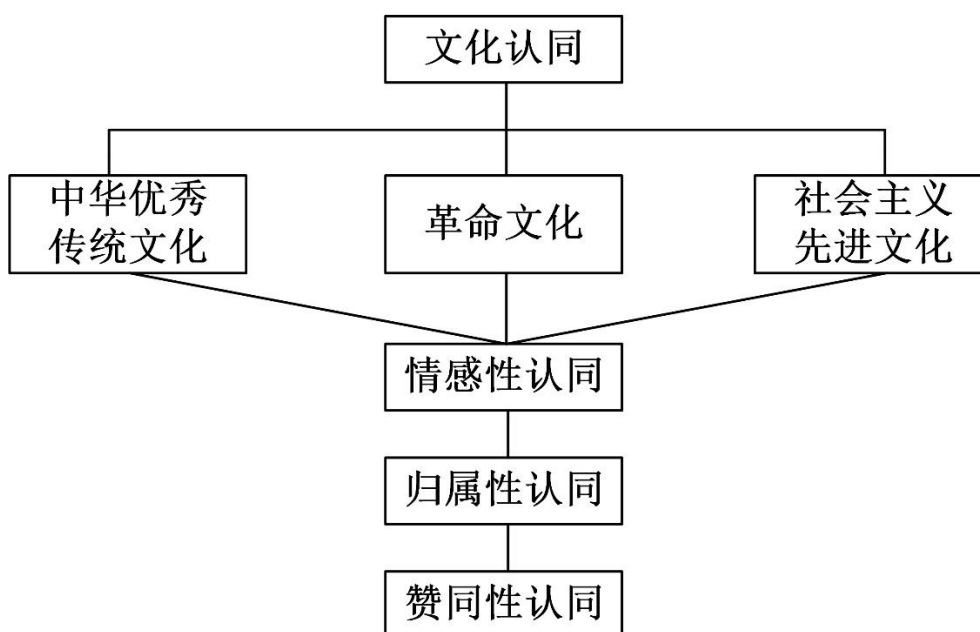 文化认同
中华优秀
传统文化
革命文化
社会主义
先进文化
情感性认同
归属性认同
赞同性认同